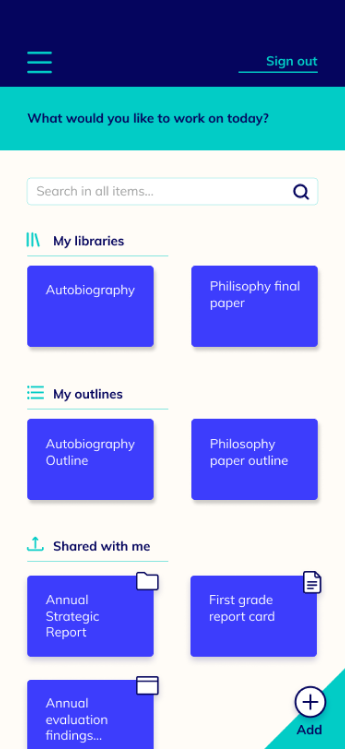 Sign out
What would you like to work on today?
Search in all items...
My libraries
Autobiography
Philisophy final
paper
My outlines
Autobiography
Outline
Philosophy
paper outline
Shared with me
Annual
Strategic
Report
First grade
report card
Annual
evaluation
findings...
Add